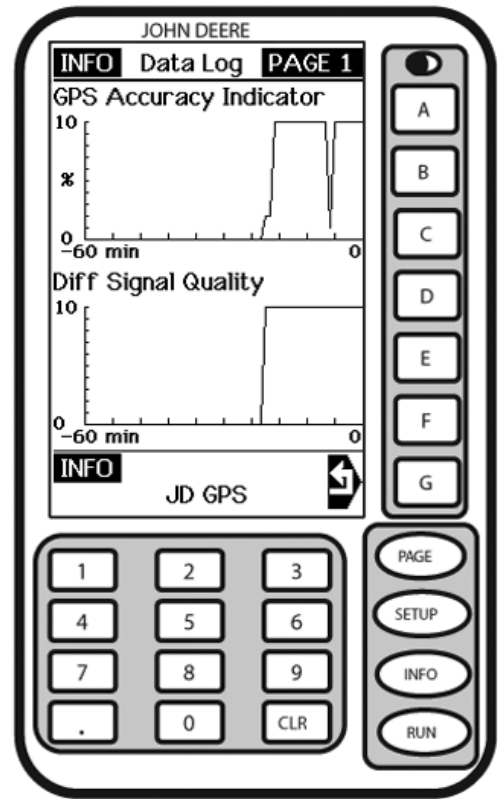 JOHN DEERE
INFO Data Log PAGE 1
GPS Accuracy Indicator
10
%
0
-60 min 0
Diff Signal Quality
10
0
-60 min 0
INFO
JD GPS
A
B
C
D
E
F
G
1 2 3
4 5 6
7 8 9
. 0 CLR
PAGE
SETUP
INFO
RUN